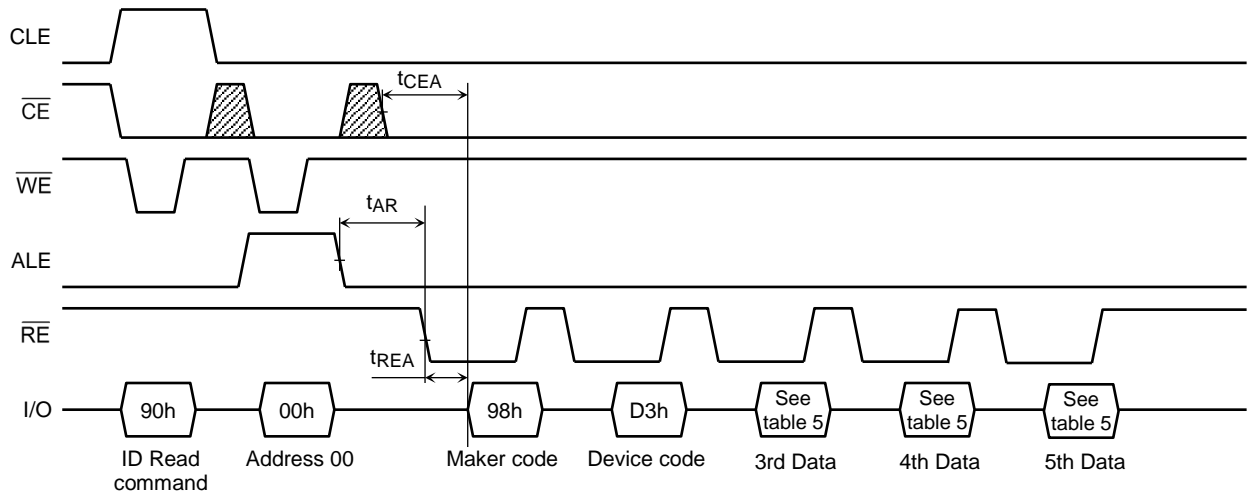 CLE
tCEA
CE
WE
tAR
ALE
RE
tREA
I/O
90h
00h
98h
D3h
See
table 5
See
table 5
See
table 5
ID Read
command
Address 00
Maker code
Device code
3rd Data
4th Data
5th Data